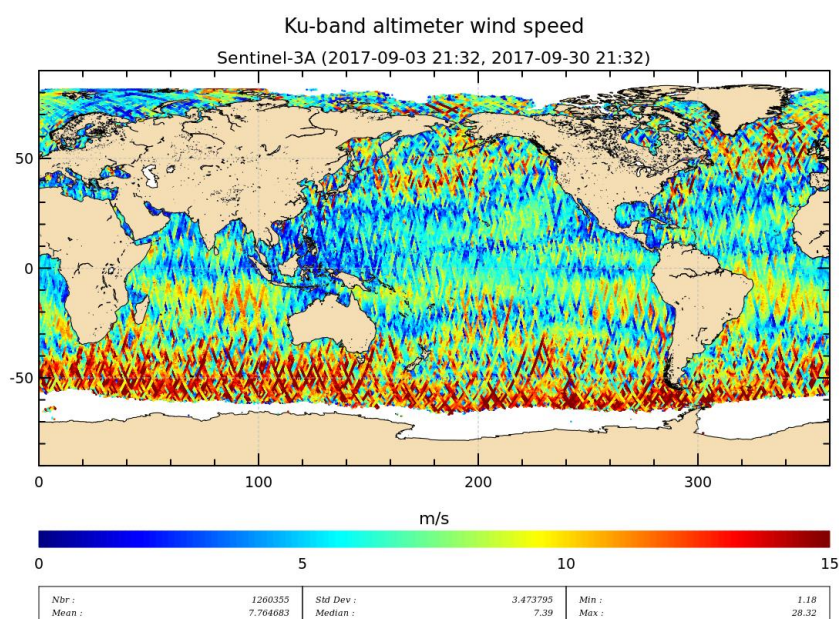 Ku-band altimeter wind speed
Sentinel-3A (2017-09-03 21:32, 2017-09-30 21:32)
50
0
-50
0 100 200 300
m/s
0 5 10 15
Nbr : 1260355 Std Dev : 3.473795 Min : 1.18
Mean : 7.764683 Median : 7.39 Max : 28.32